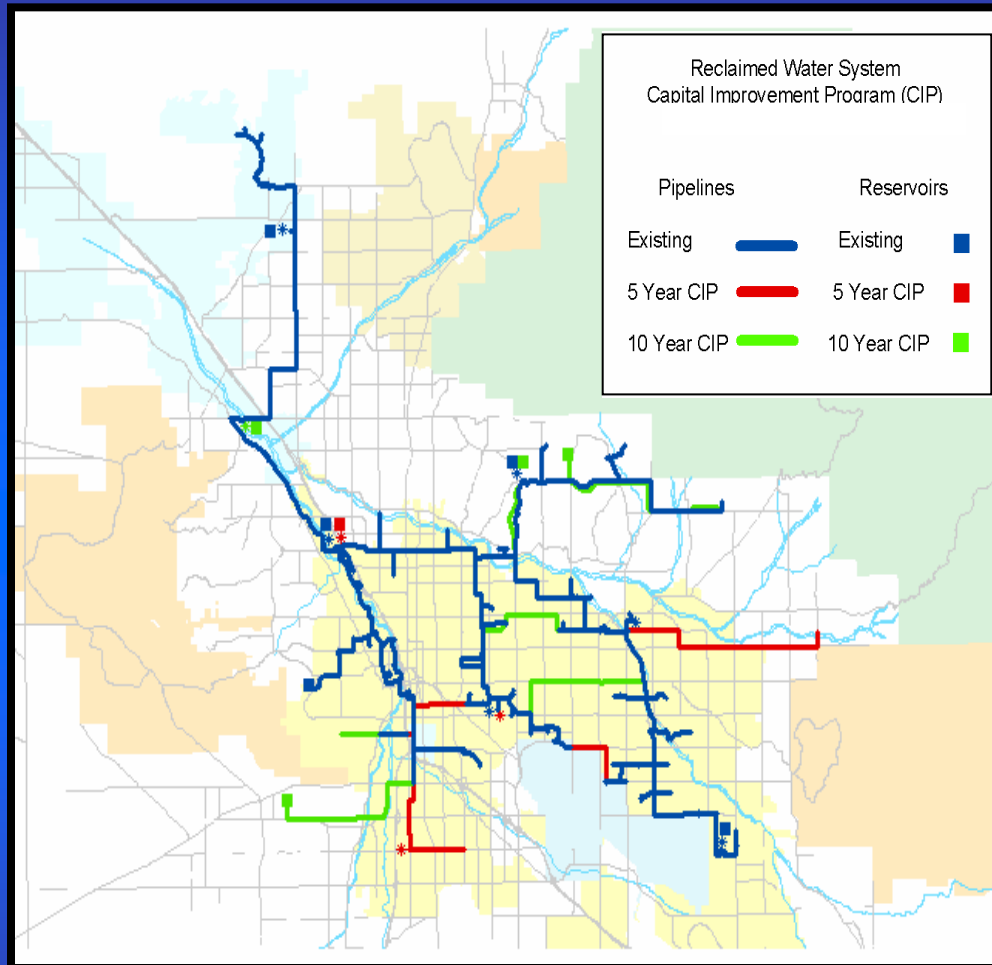 Reclaimed Water System
Capital Improvement Program (CIP)
Pipelines Reservoirs
Existing Existing
5 Year CIP 5 Year CIP
10 Year CIP 10 Year CIP